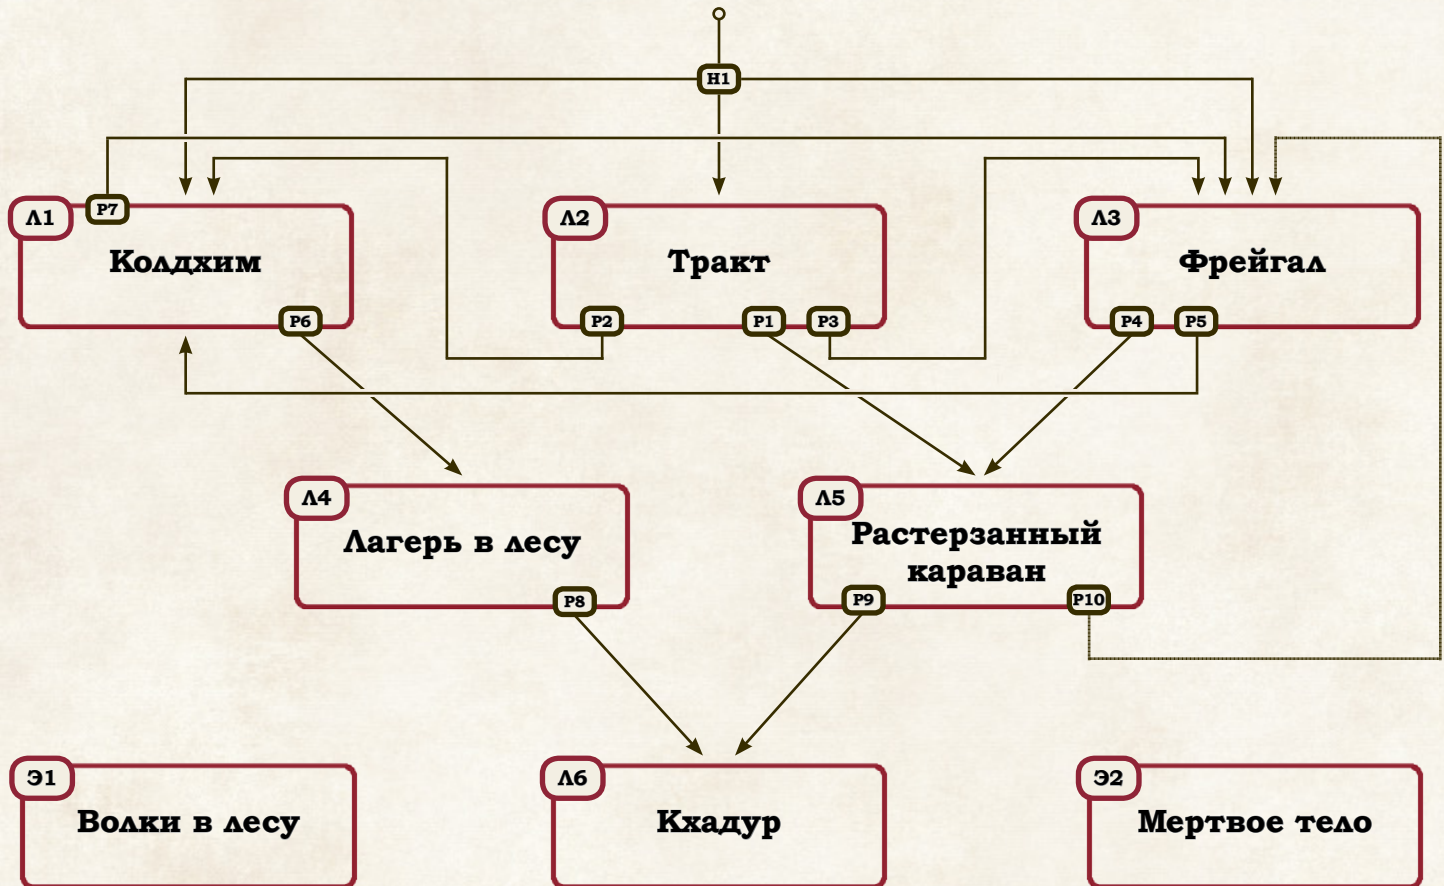 Н1
Л1
Р7
Колдхим
Р6
Л2
Тракт
Р2
Р1
Р3
Л3
Фрейгал
Р4
Р5
Л4
Лагерь в лесу
Р8
Л5
Растерзанный
караван
Р9
Р10
Э1
Волки в лесу
Л6
Кхадур
Э2
Мертвое тело